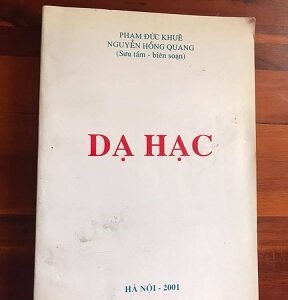 PHẠM ĐỨC KHUÊ
NGUYỄN HỒNG QUANG
(Sưu tầm - biên soạn)
DẠ HẠC
HÀ NỘI - 2001